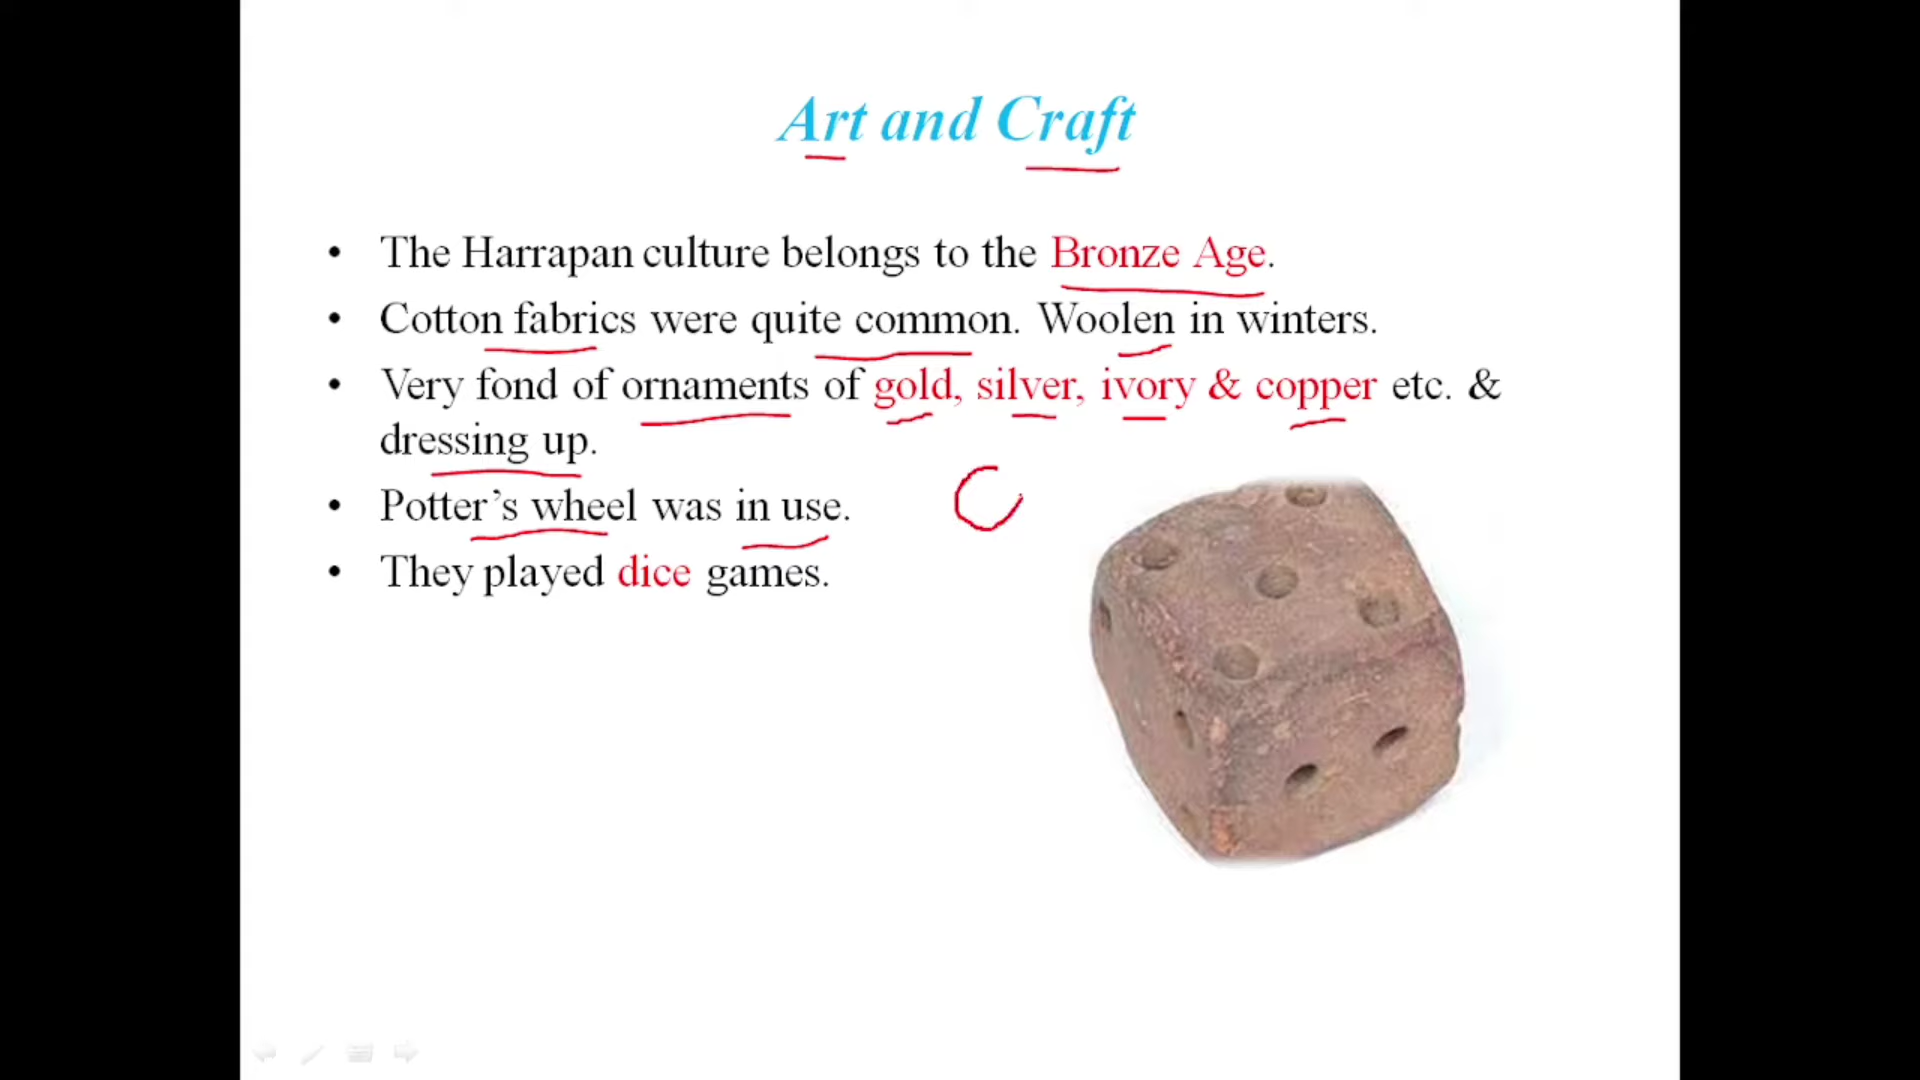 Art and Craft
• The Harrapan culture belongs to the Bronze Age.
• Cotton fabrics were quite common. Woolen in winters.
• Very fond of ornaments of gold, silver, ivory & copper etc. &
dressing up.
• Potter’s wheel was in use.
• They played dice games.